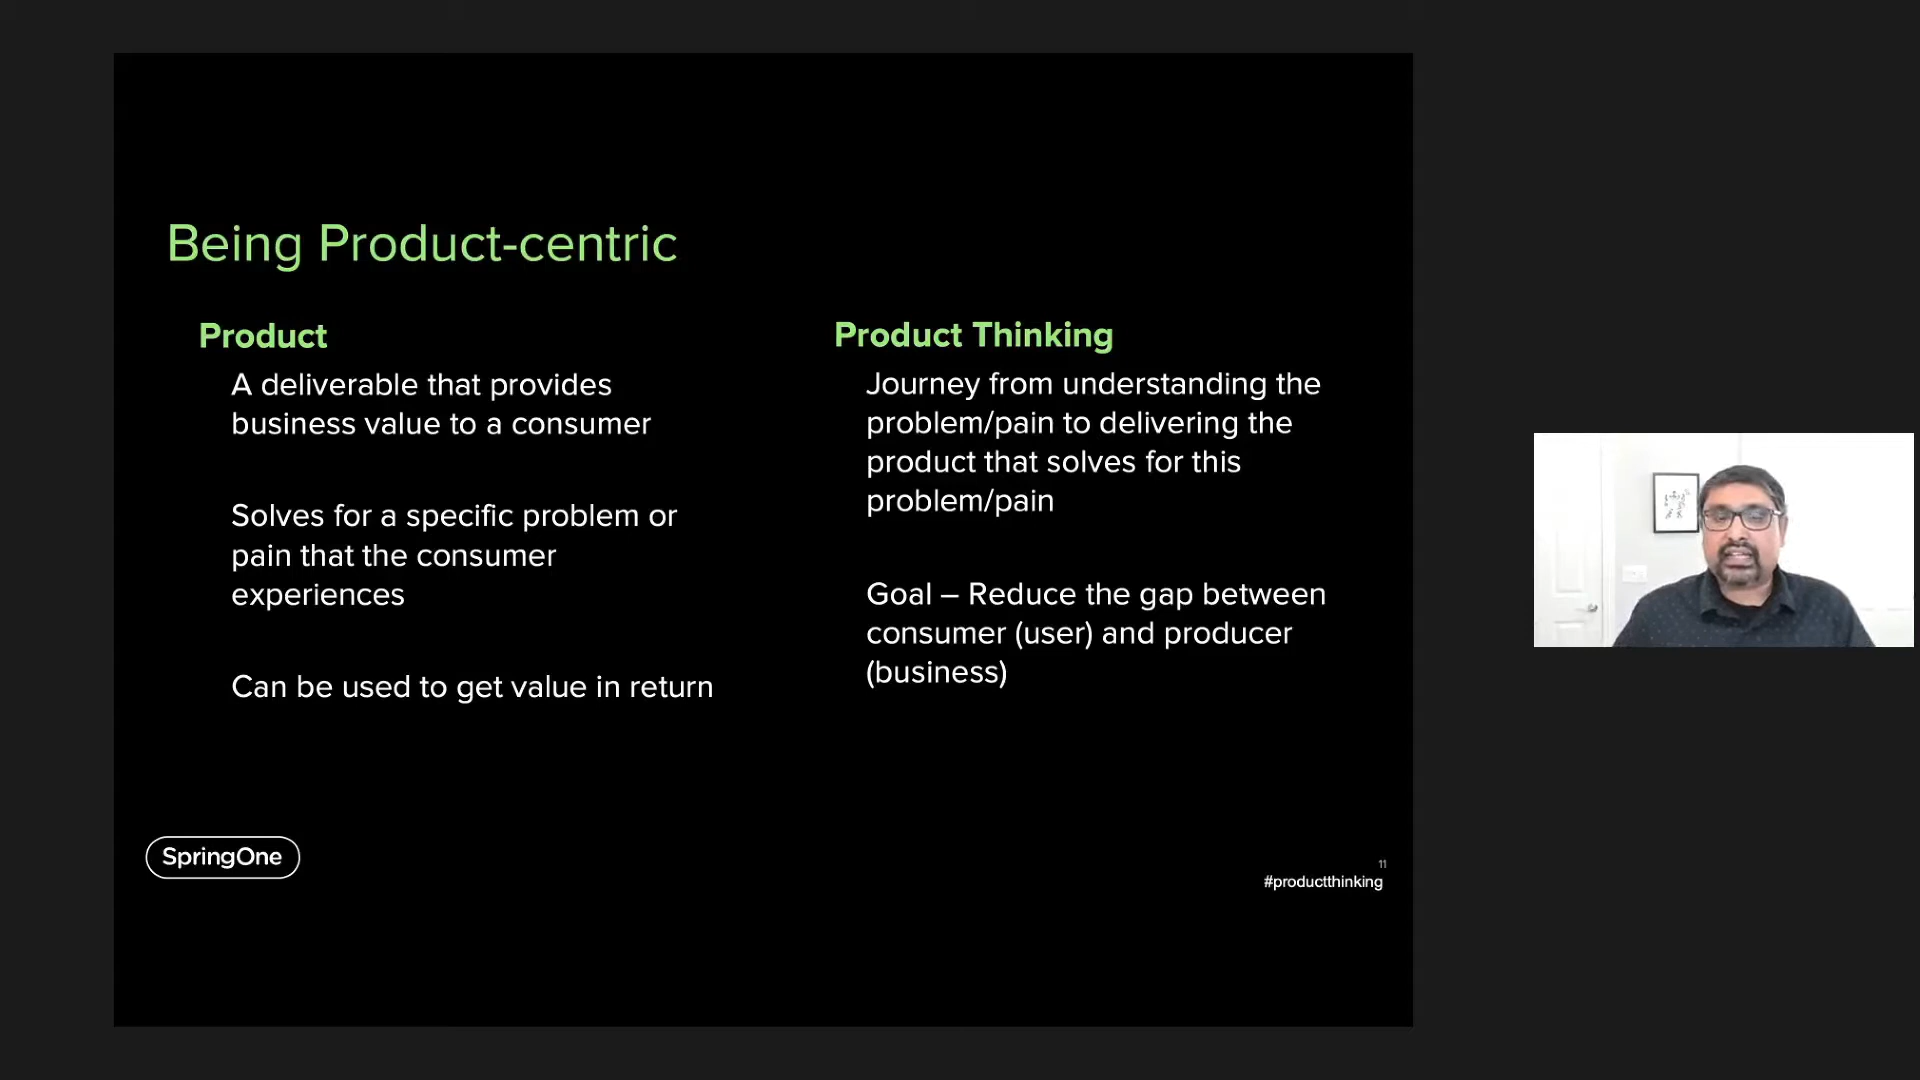 Being Product-centric
Product
A deliverable that provides
business value to a consumer
Solves for a specific problem or
pain that the consumer
experiences
Can be used to get value in return
Product Thinking
Journey from understanding the
problem/pain to delivering the
product that solves for this
problem/pain
Goal – Reduce the gap between
consumer (user) and producer
(business)
SpringOne
11
#productthinking